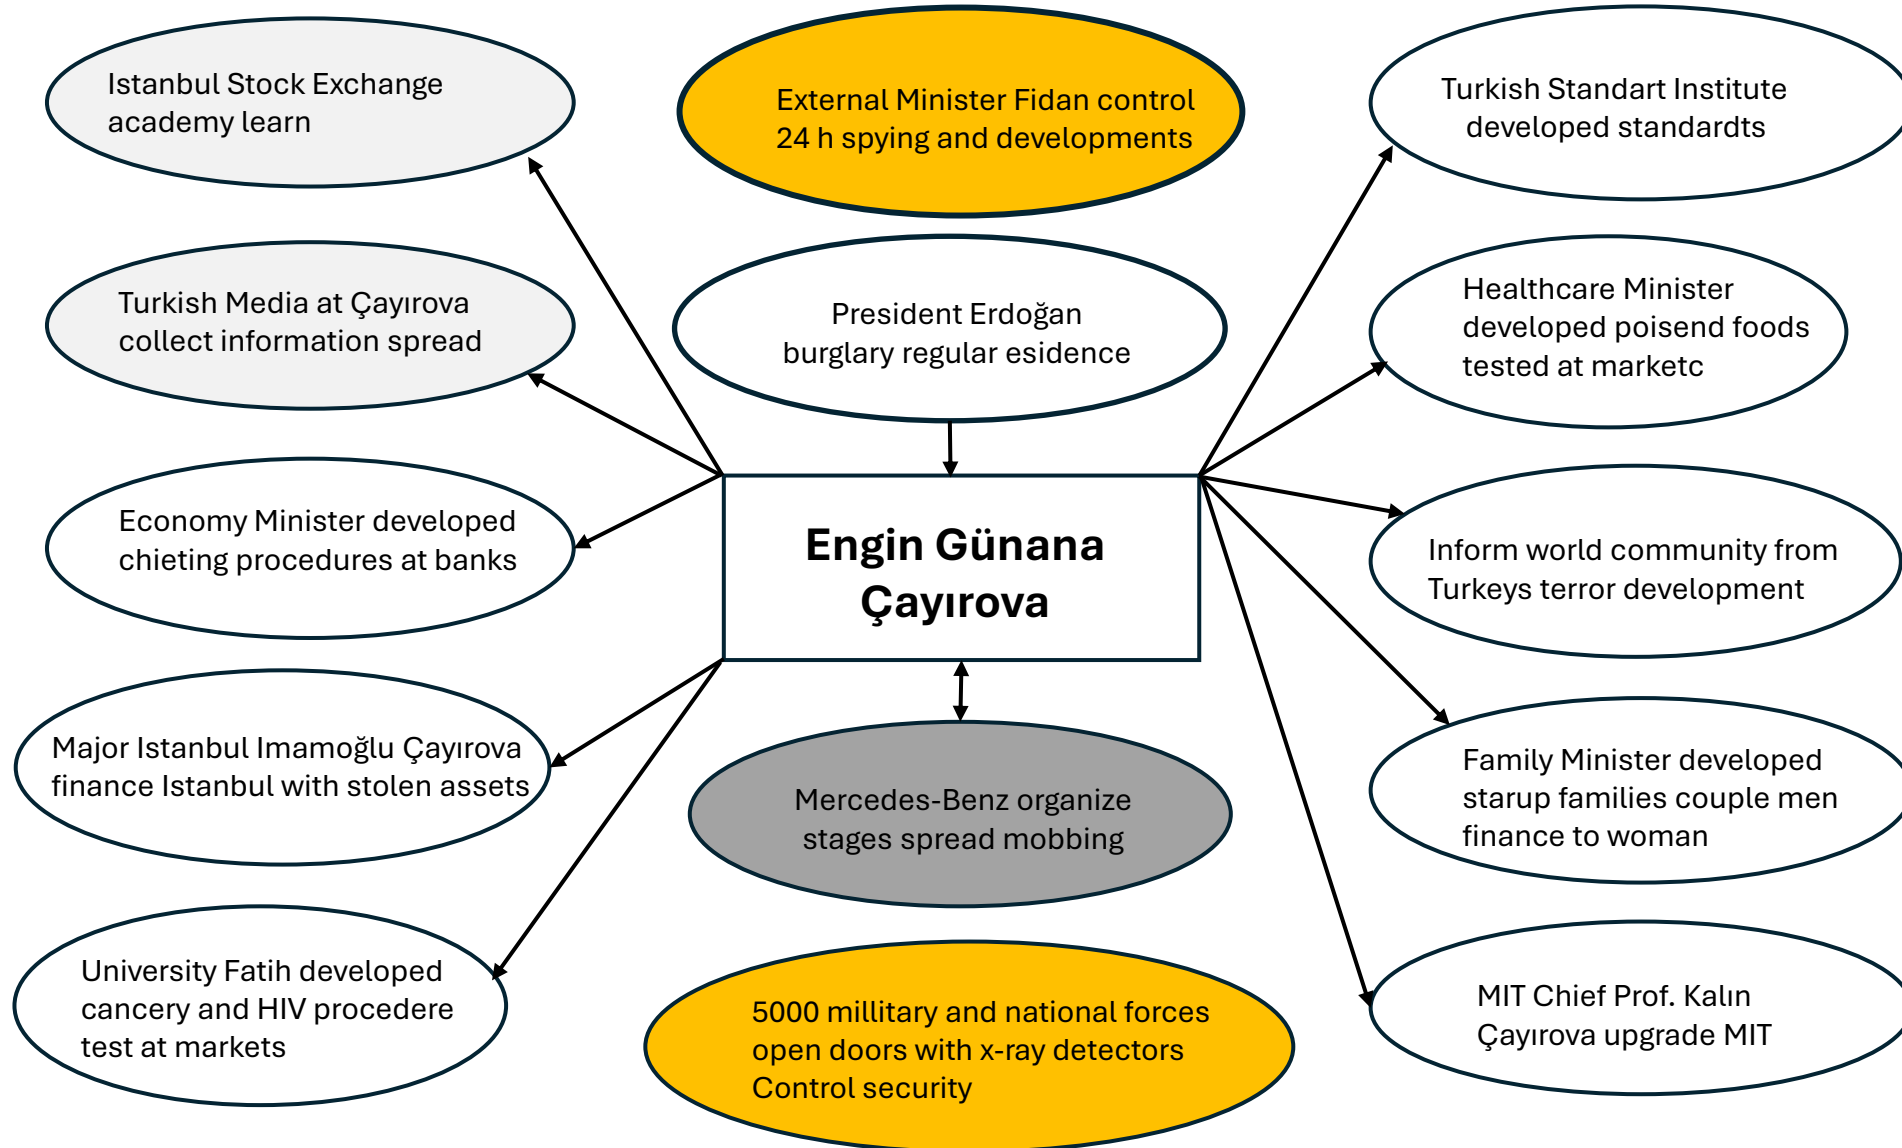 Istanbul Stock Exchange
academy learn
External Minister Fidan control
24 h spying and developments
Turkish Standart Institute
developed standardts
Turkish Media at Çayırova
collect information spread
President Erdoğan
burglary regular esidence
Healthcare Minister
developed poisend foods
tested at marketc
Economy Minister developed
chieting procedures at banks
Engin Günana
Çayırova
Inform world community from
Turkeys terror development
Major Istanbul Imamoğlu Çayırova
finance Istanbul with stolen assets
Mercedes-Benz organize
stages spread mobbing
Family Minister developed
starup families couple men
finance to woman
University Fatih developed
cancery and HIV procedere
test at markets
5000 millitary and national forces
open doors with x-ray detectors
Control security
MIT Chief Prof. Kalın
Çayırova upgrade MIT